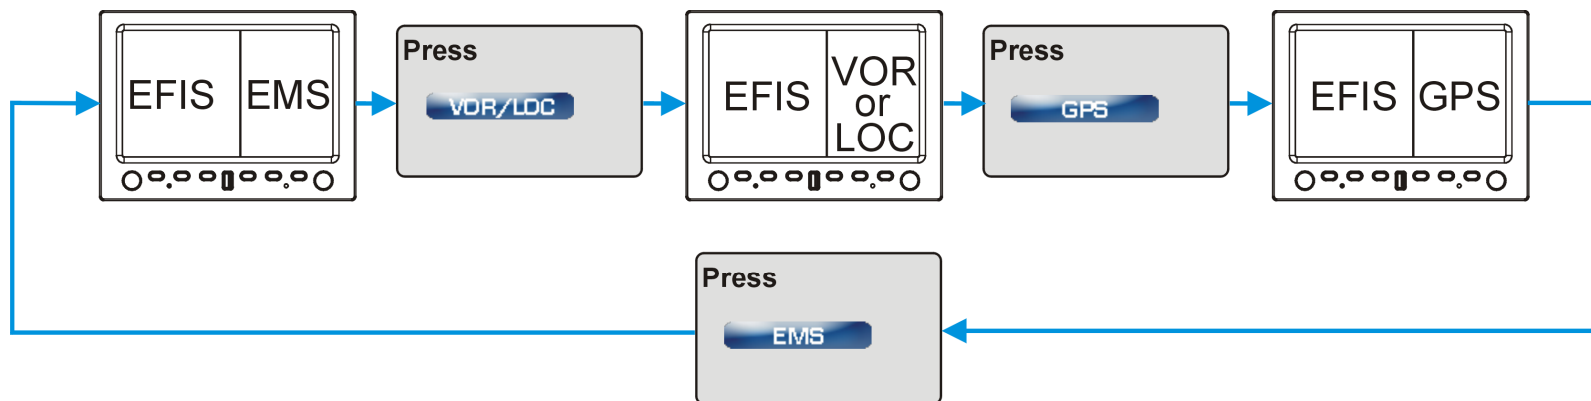 EFIS EMS
Press
VOR/LOC
EFIS
VOR
or
LOC
Press
GPS
EFIS GPS
Press
EMS